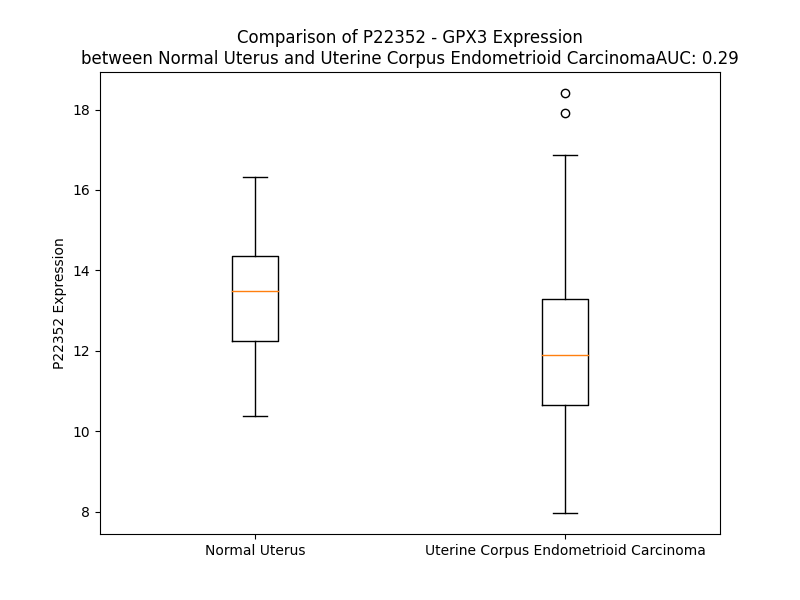 Comparison of P22352 - GPX3 Expression
between Normal Uterus and Uterine Corpus Endometrioid CarcinomaAUC: 0.29
18
16
14
12
10
8
P22352 Expression
Normal Uterus
Uterine Corpus Endometrioid Carcinoma